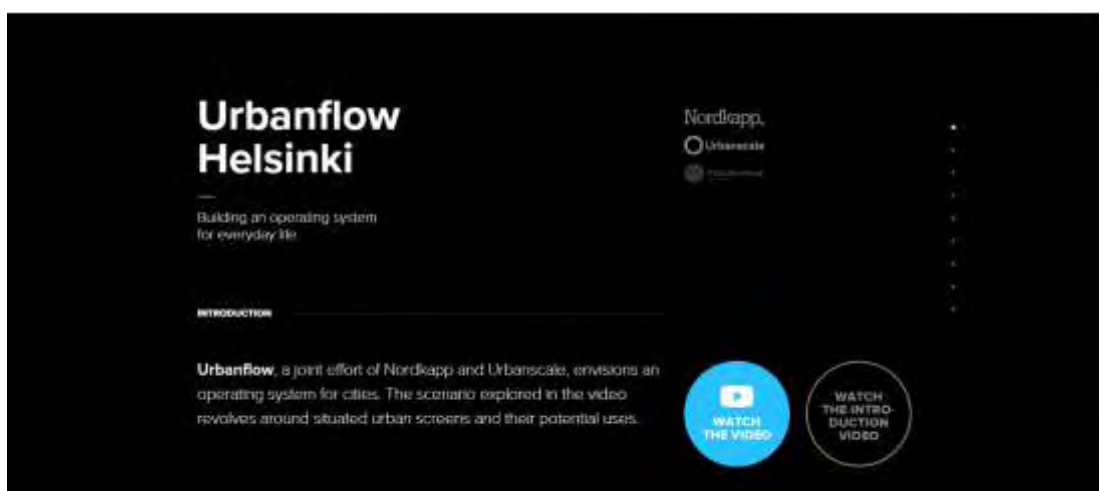 Urbanflow
Helsinki
Building an operating system
for everyday life.
Nordkapp,
Urbanscale
INTRODUCTION
Urbanflow, a joint effort of Nordkapp and Urbanscale, envisions an
operating system for cities. The scenario explored in the video
revolves around situated urban screens and their potential uses.
WATCH
THE VIDEO
WATCH
THE INTRO-
DUCTION
VIDEO